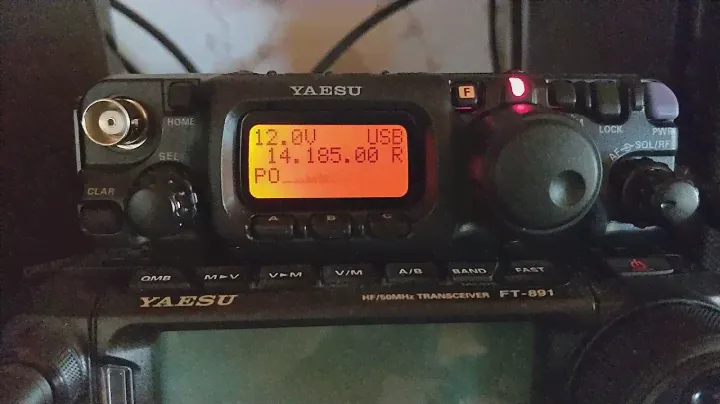 YAESU
F
HOME
LOCK
PWR
12.0V USB
14.185.00 R
PO
SEL
AF-⊕-SQL/RF
CLAR
A B C
QMB M▶V V▶M V/M A/B BAND FAST
YAESU
HF/50MHz TRANSCEIVER FT-891